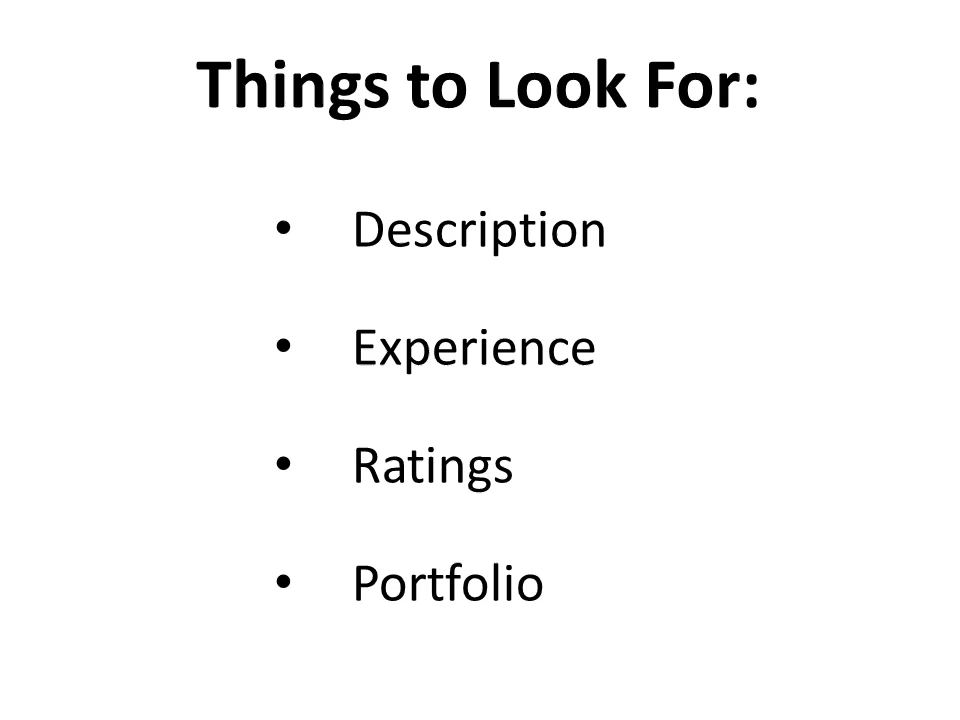 Things to Look For:
• Description
• Experience
• Ratings
• Portfolio